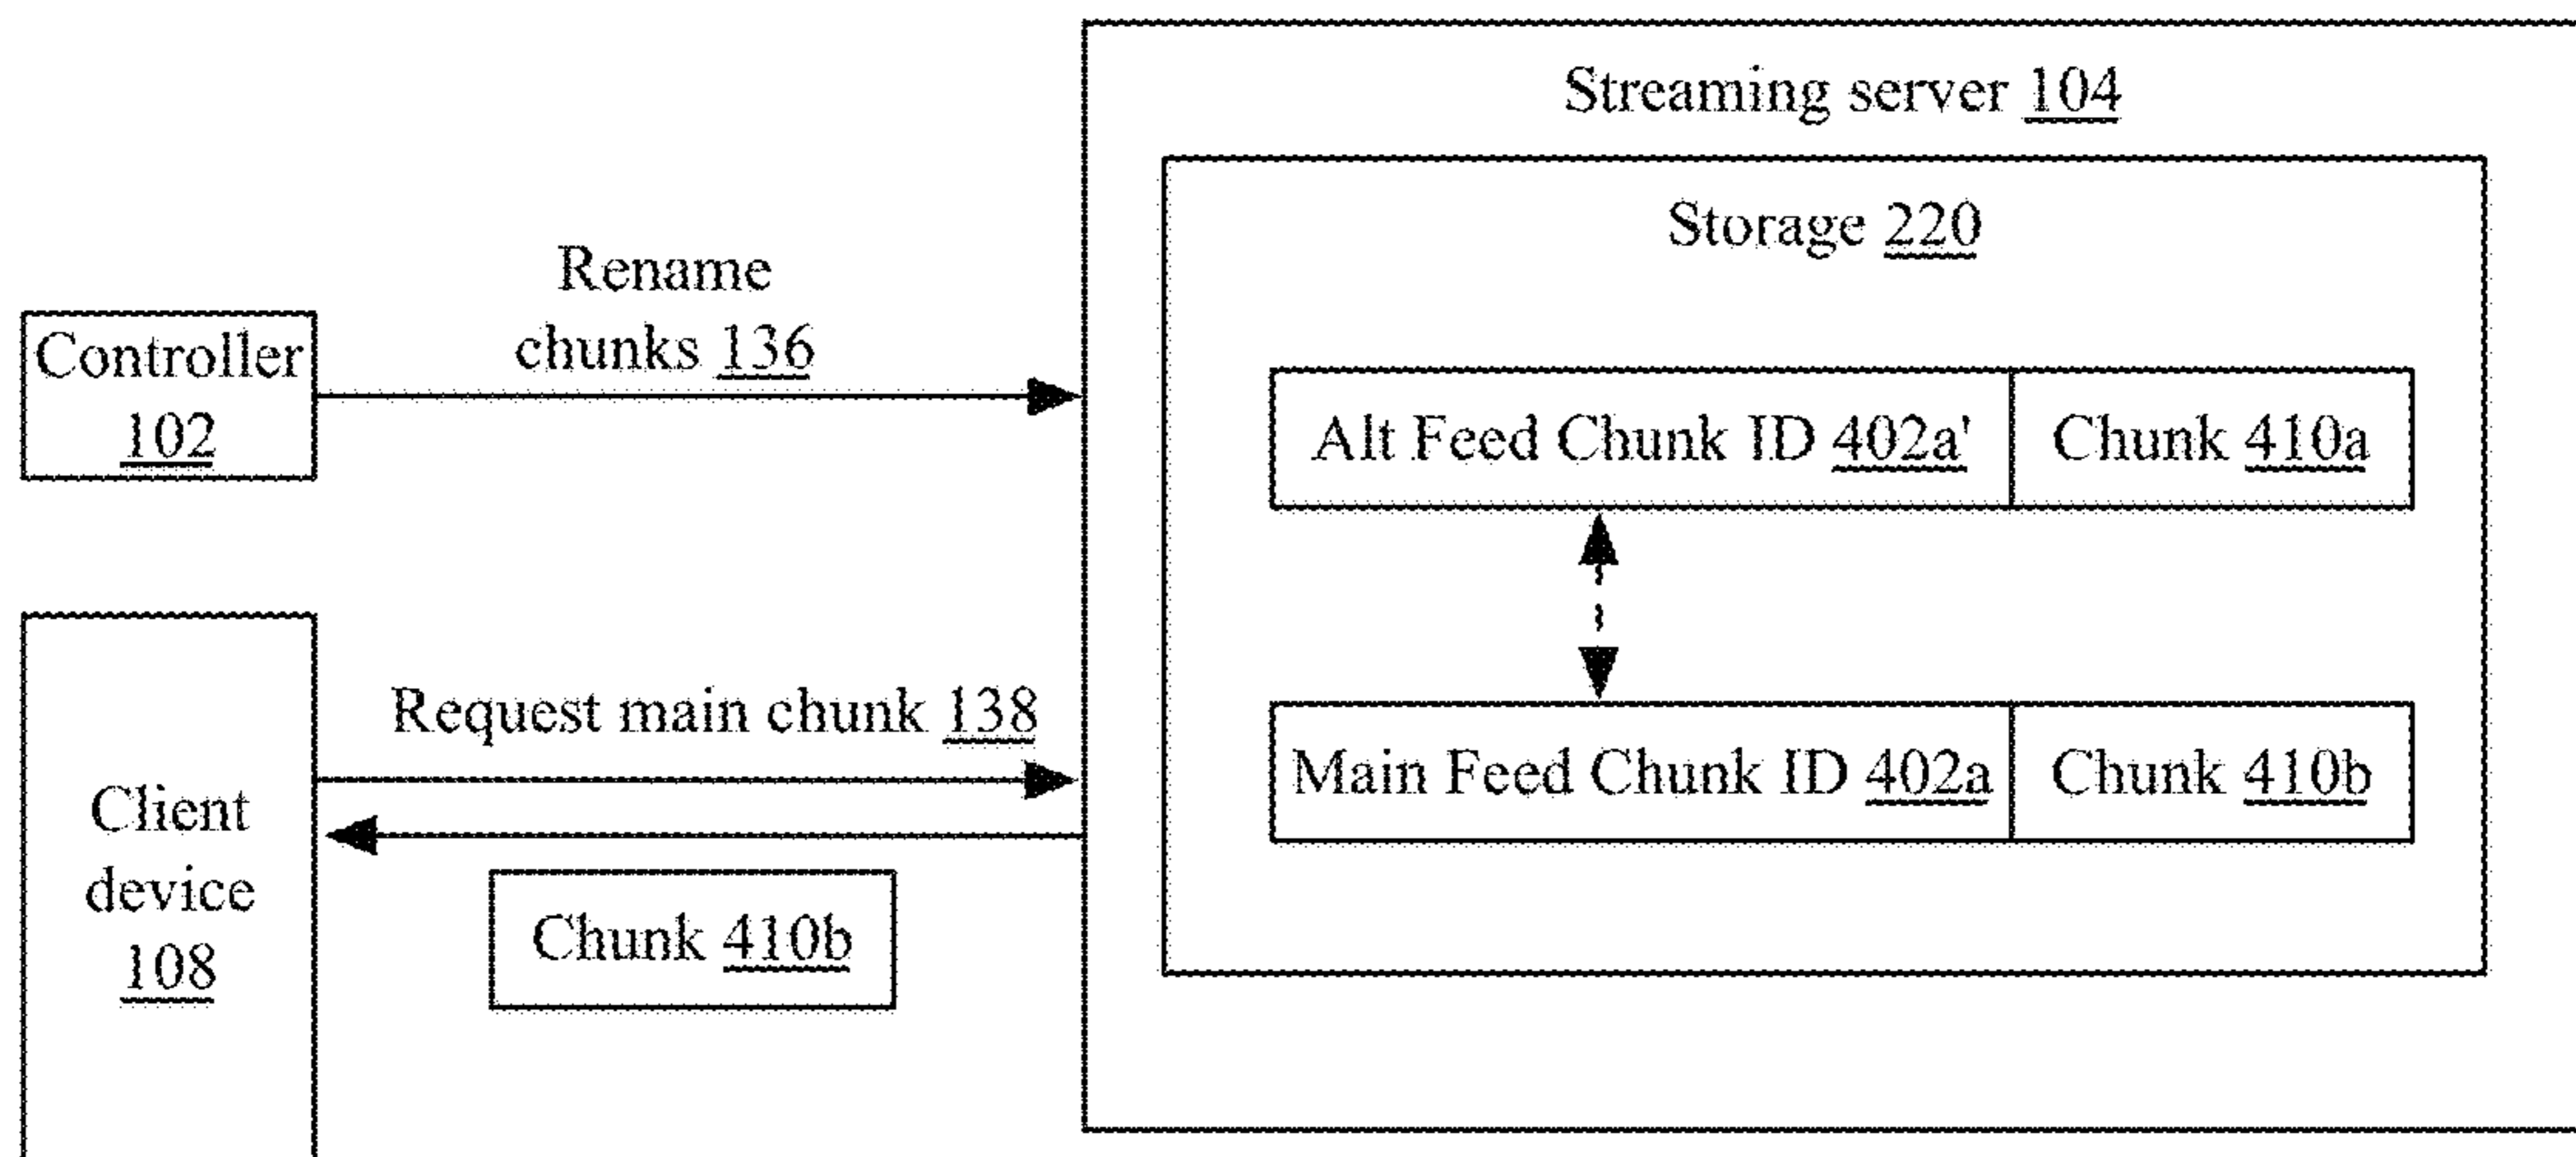 Streaming server 104
Storage 220
Rename
chunks 136
Controller
102
Alt Feed Chunk ID 402a'
Chunk 410a
Request main chunk 138
Main Feed Chunk ID 402a
Chunk 410b
Client
device
108
Chunk 410b